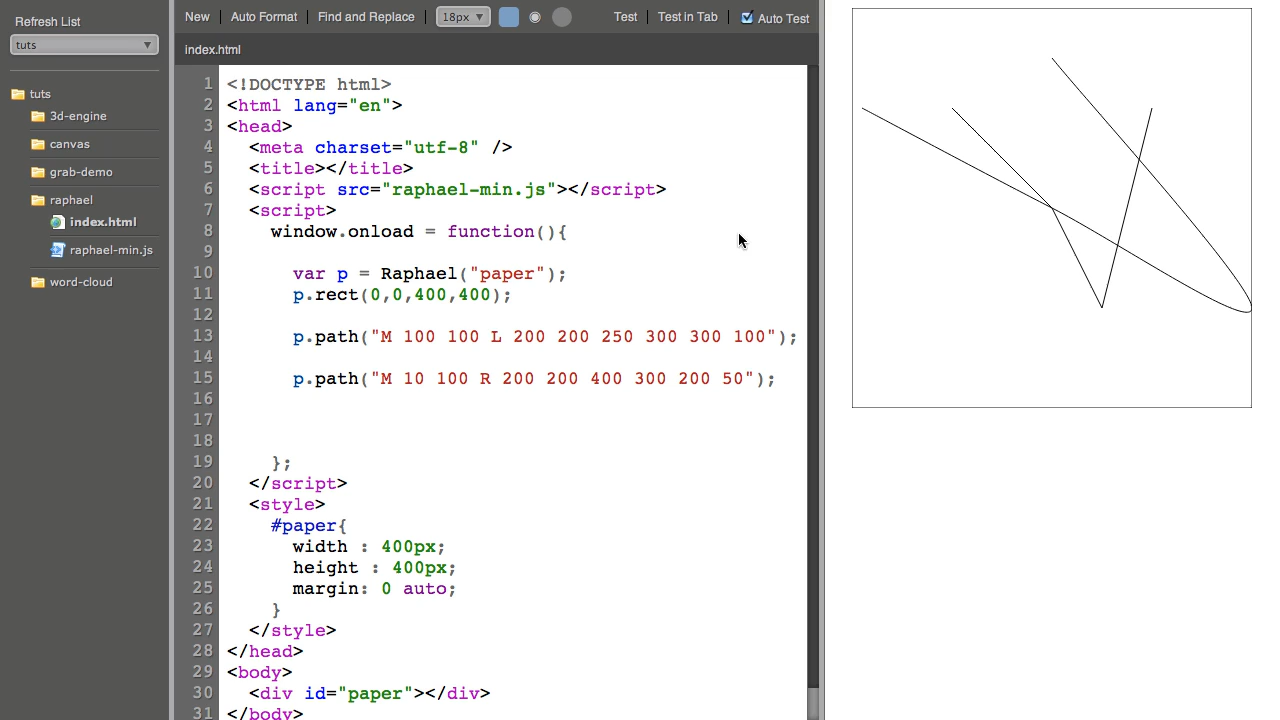 Refresh List
tuts
tuts
3d-engine
canvas
grab-demo
raphael
index.html
raphael-min.js
word-cloud
New Auto Format Find and Replace 18px Test Test in Tab Auto Test
index.html
1 <!DOCTYPE html>
2 <html lang="en">
3 <head>
4   <meta charset="utf-8" />
5   <title></title>
6   <script src="raphael-min.js"></script>
7   <script>
8     window.onload = function(){
9
10       var p = Raphael("paper");
11       p.rect(0,0,400,400);
12
13       p.path("M 100 100 L 200 200 250 300 300 100");
14
15       p.path("M 10 100 R 200 200 400 300 200 50");
16
17
18
19     };
20   </script>
21   <style>
22     #paper{
23       width : 400px;
24       height : 400px;
25       margin: 0 auto;
26     }
27   </style>
28 </head>
29 <body>
30   <div id="paper"></div>
31 </body>